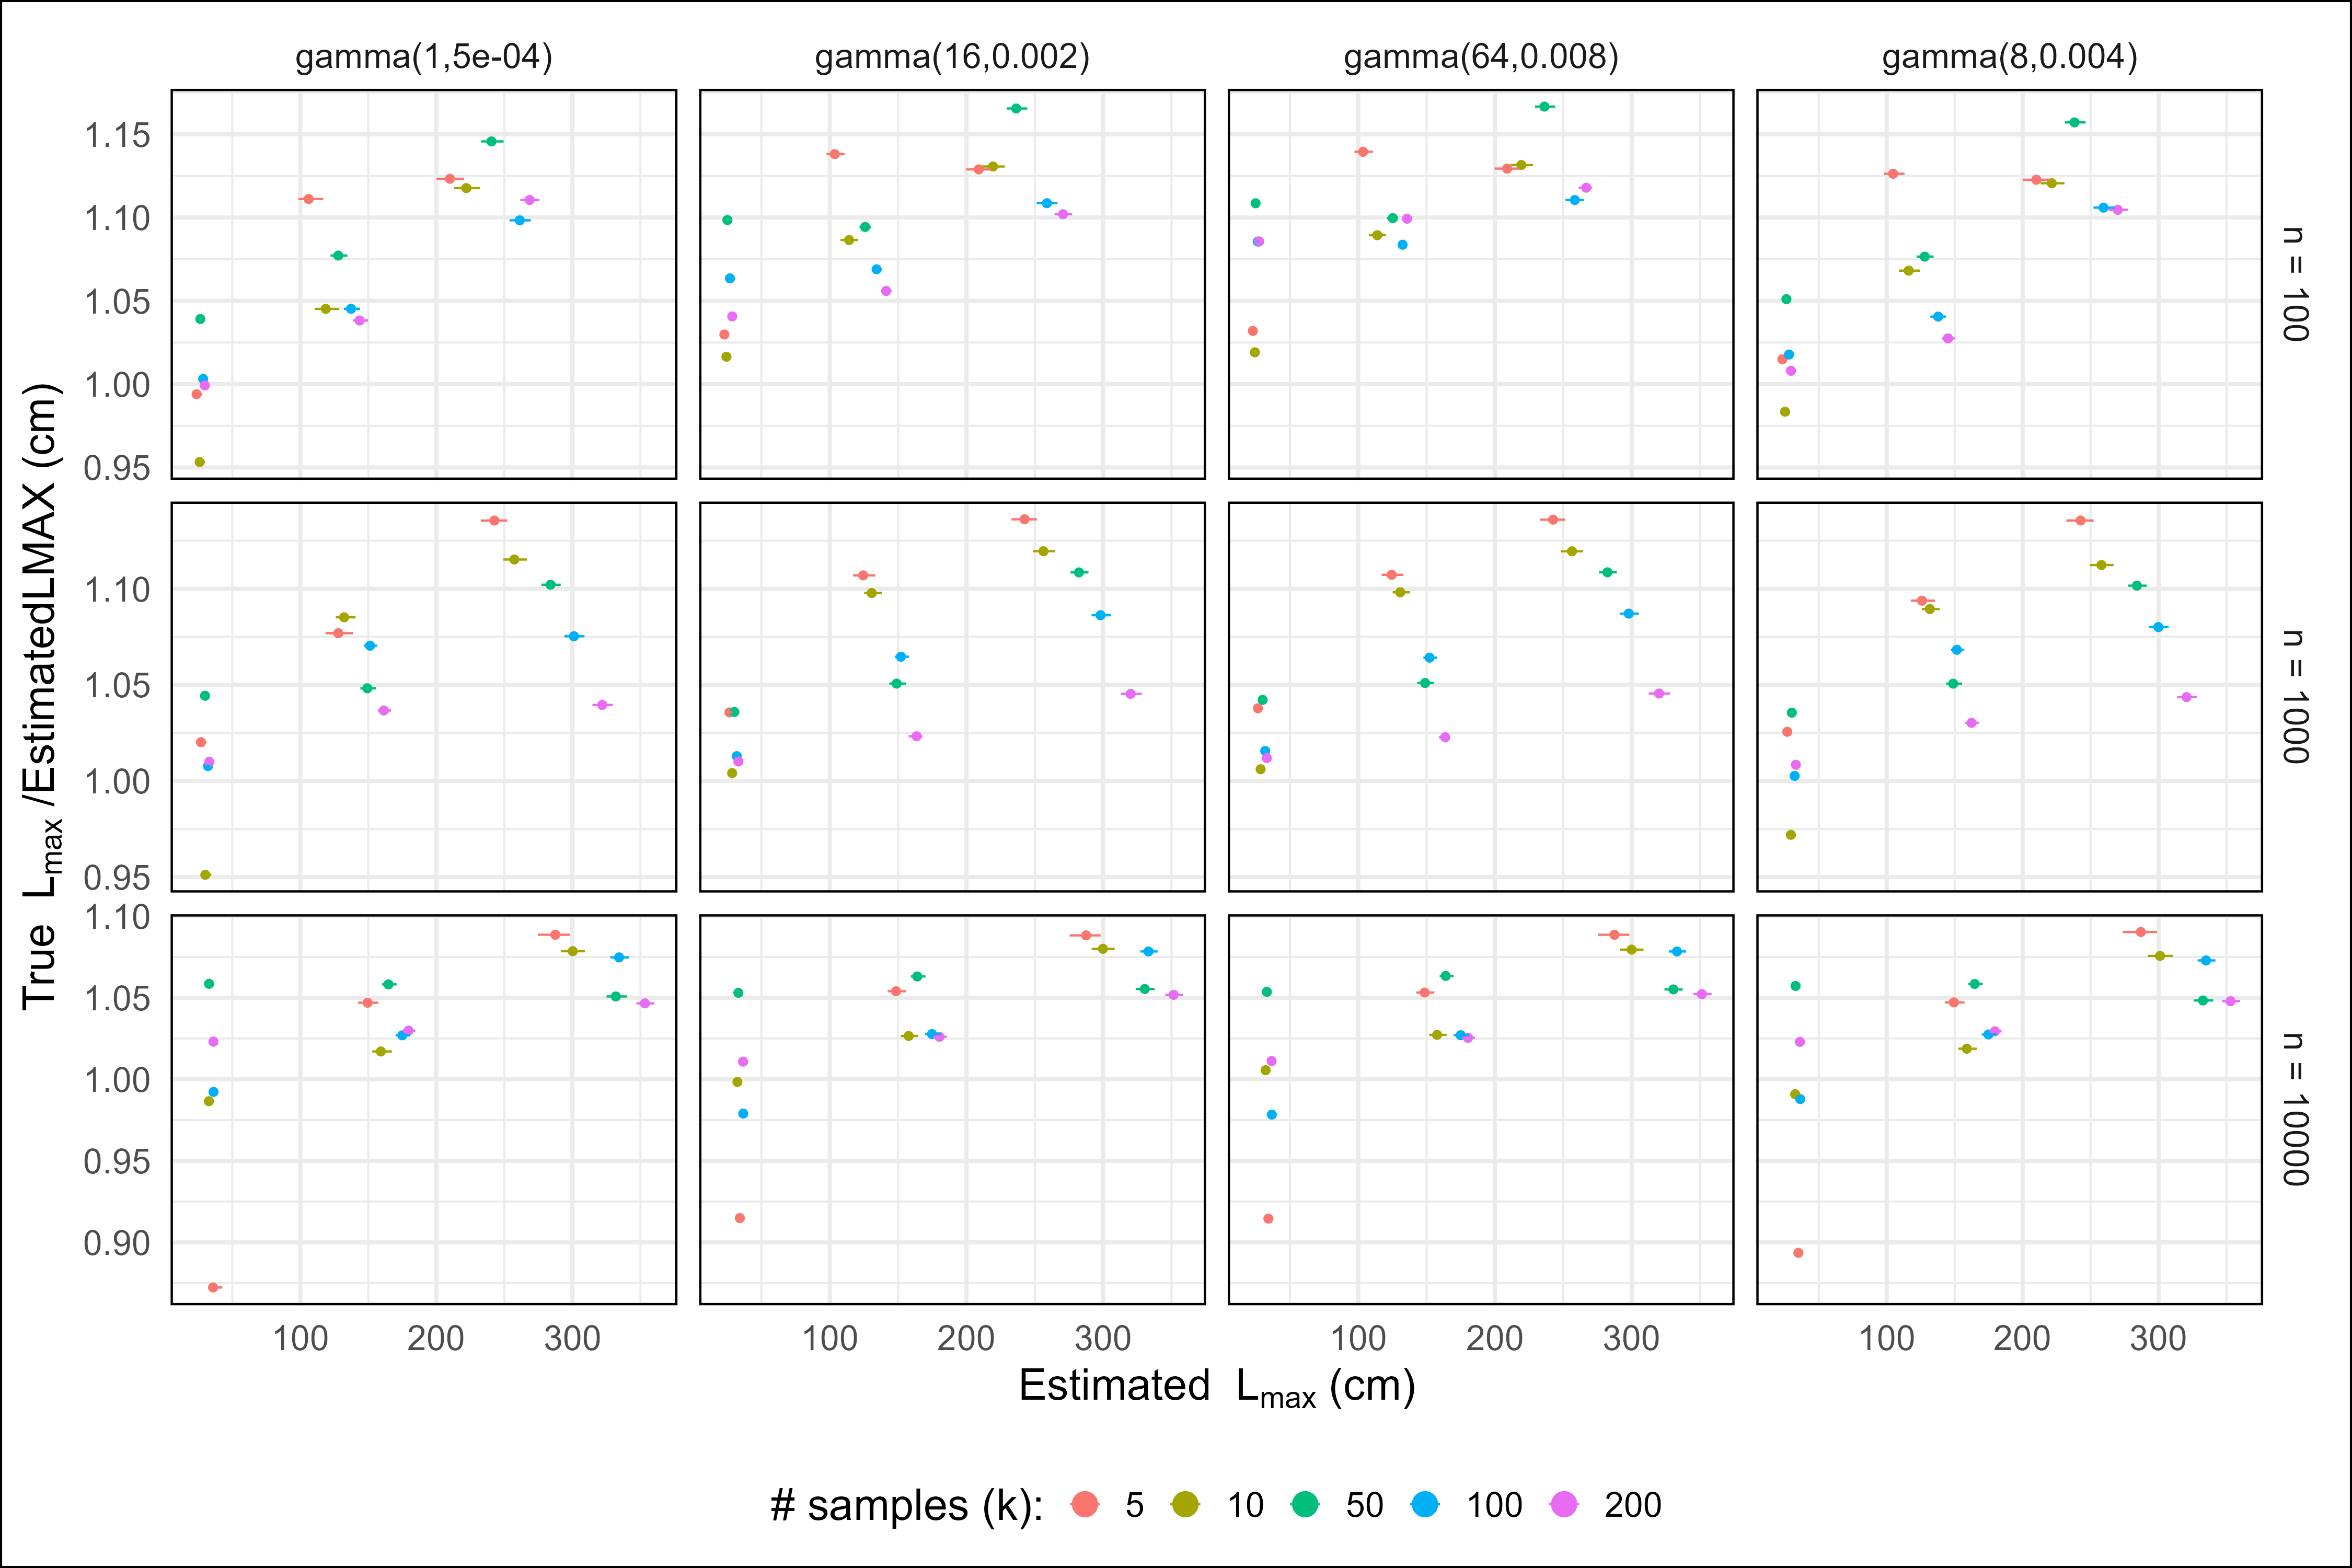 gamma(1,5e-04) gamma(16,0.002) gamma(64,0.008) gamma(8,0.004)
1.15
1.10
1.05
1.00
0.95
n = 100
1.10
1.05
1.00
0.95
n = 1000
1.10
1.05
1.00
0.95
0.90
n = 10000
True Lmax /EstimatedLMAX (cm)
100 200 300 100 200 300 100 200 300 100 200 300
Estimated Lmax (cm)
# samples (k): 5 10 50 100 200